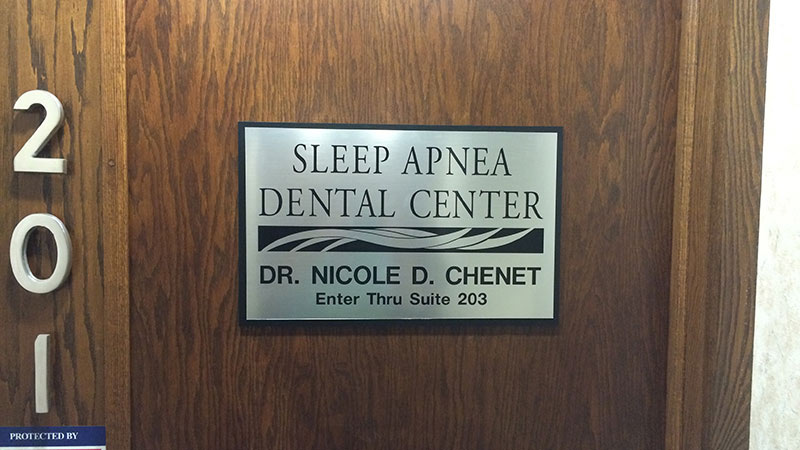 201
PROTECTED BY
SLEEP APNEA
DENTAL CENTER
DR. NICOLE D. CHENET
Enter Thru Suite 203